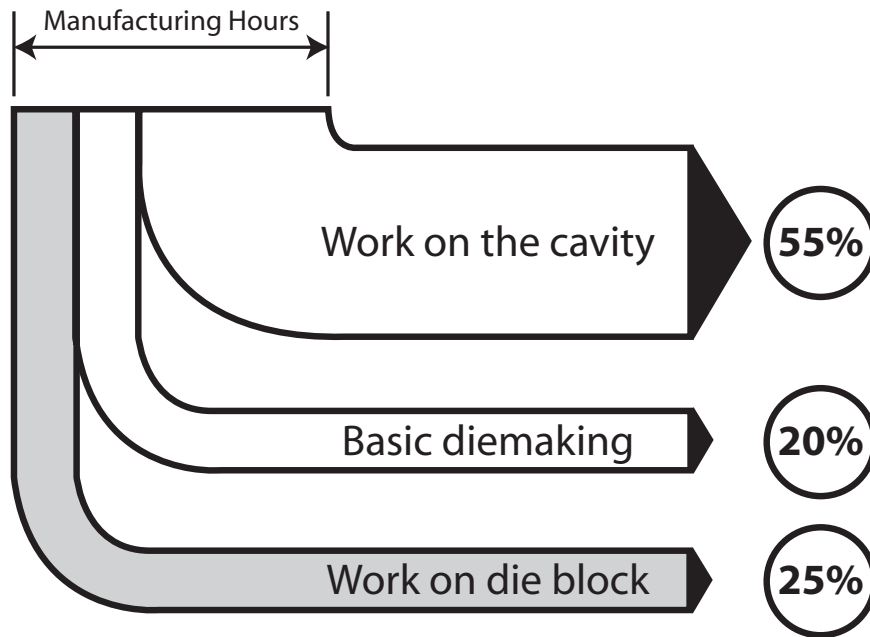 Manufacturing Hours
Work on the cavity
55%
Basic diemaking
20%
Work on die block
25%